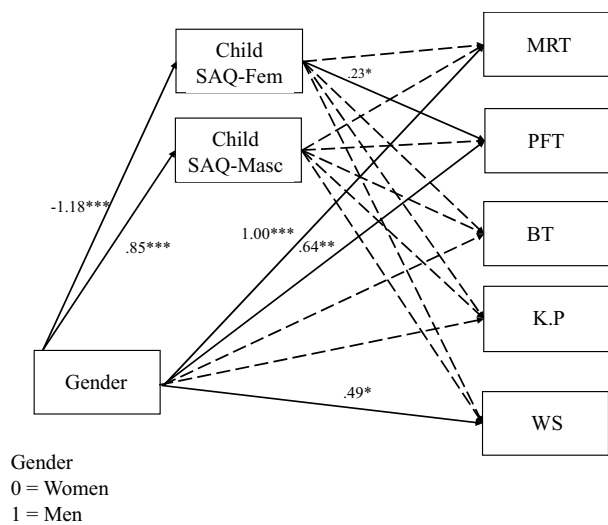 Child
SAQ-Fem
MRT
.23*
Child
SAQ-Masc
PFT
-1.18***
.85***
1.00***
.64**
BT
K.P
Gender
.49*
WS
Gender
0 = Women
1 = Men